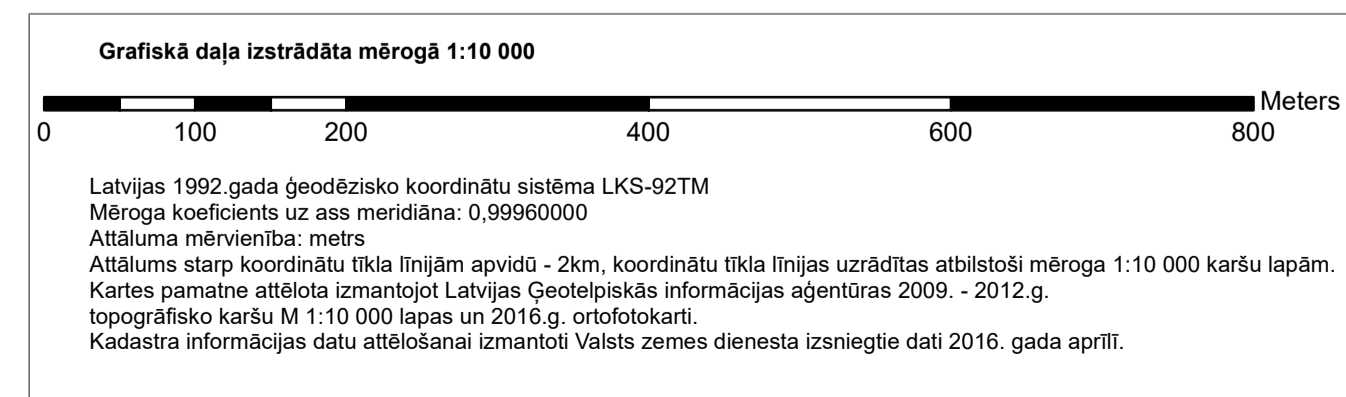 Grafiskā daļa izstrādāta mērogā 1:10 000
Meters
0 100 200 400 600 800
Latvijas 1992.gada ģeodēzisko koordinātu sistēma LKS-92TM
Mēroga koeficients uz ass meridiāna: 0,99960000
Attāluma mērvienība: metrs
Attālums starp koordinātu tīkla līnijām apvidū - 2km, koordinātu tīkla līnijas uzrādītas atbilstoši mēroga 1:10 000 karšu lapām.
Kartes pamatne attēlota izmantojot Latvijas Ģeotelpiskās informācijas aģentūras 2009. - 2012.g.
topogrāfisko karšu M 1:10 000 lapas un 2016.g. ortofotokarti.
Kadastra informācijas datu attēlošanai izmantoti Valsts zemes dienesta izsniegtie dati 2016. gada aprīlī.